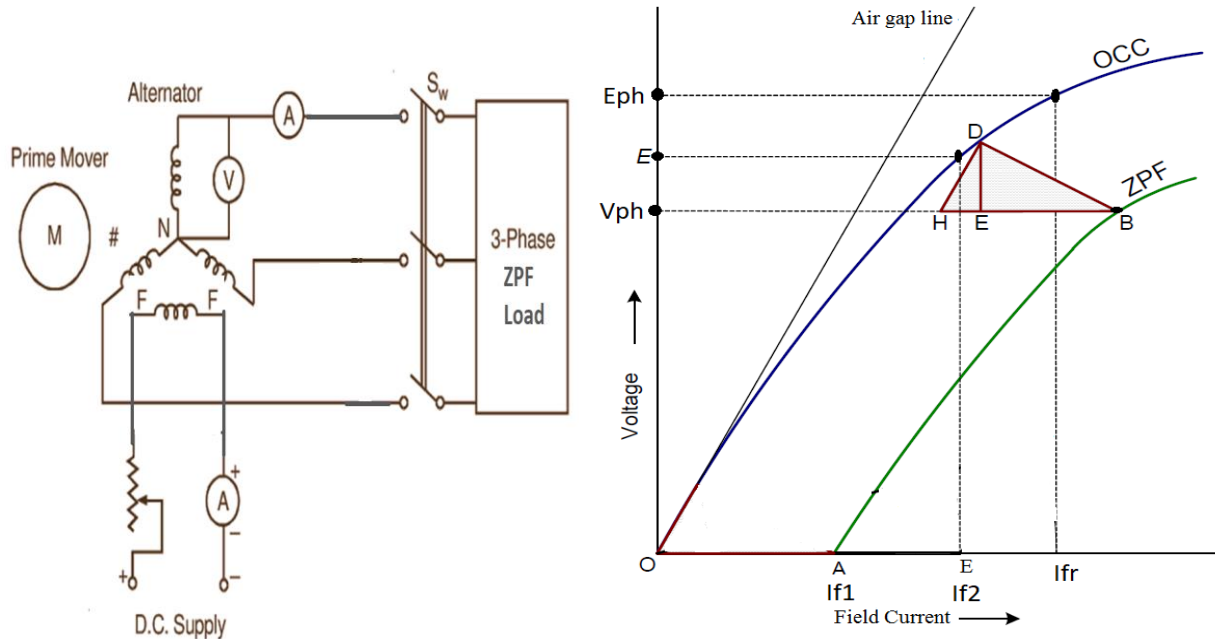 Alternator
A
Sw
Prime Mover
V
M
#
N
3-Phase
ZPF
Load
F
F
+
A
−
+
−
D.C. Supply
Air gap line
OCC
Eph
D
E
ZPF
Vph
H
E
B
Voltage
O
A
E
If1
If2
Ifr
Field Current